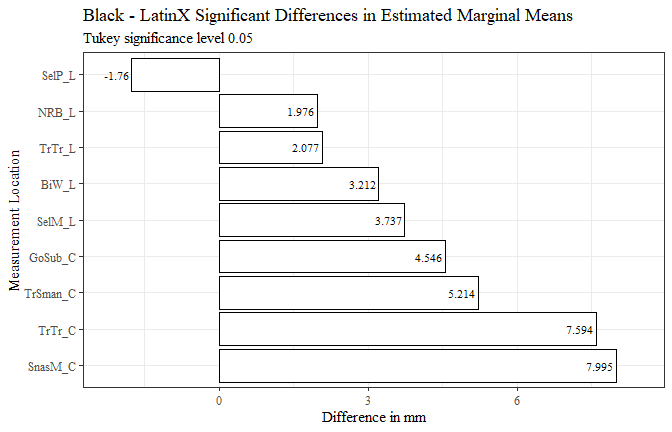 Black - LatinX Significant Differences in Estimated Marginal Means
Tukey significance level 0.05
Measurement Location
SelP_L -1.76
NRB_L 1.976
TrTr_L 2.077
BiW_L 3.212
SelM_L 3.737
GoSub_C 4.546
TrSman_C 5.214
TrTr_C 7.594
SnasM_C 7.995
0 3 6
Difference in mm